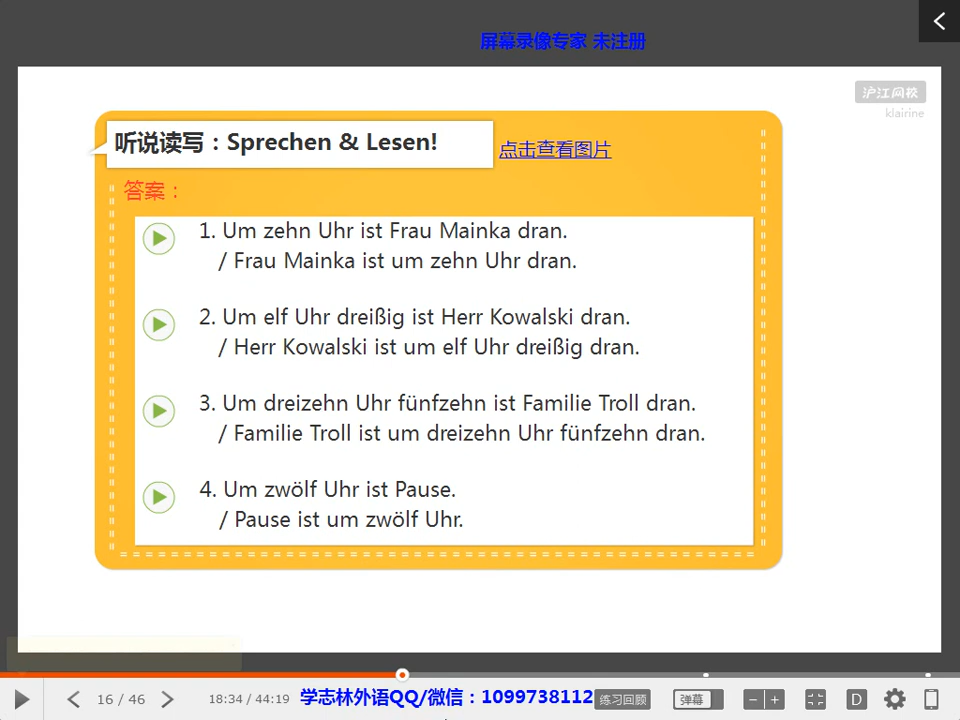 屏幕录像专家 未注册
沪江网校
klairine
听说读写：Sprechen & Lesen!
点击查看图片
答案：
1. Um zehn Uhr ist Frau Mainka dran.
/ Frau Mainka ist um zehn Uhr dran.
2. Um elf Uhr dreißig ist Herr Kowalski dran.
/ Herr Kowalski ist um elf Uhr dreißig dran.
3. Um dreizehn Uhr fünfzehn ist Familie Troll dran.
/ Familie Troll ist um dreizehn Uhr fünfzehn dran.
4. Um zwölf Uhr ist Pause.
/ Pause ist um zwölf Uhr.
16 / 46
18:34 / 44:19
学志林外语QQ/微信：1099738112
练习回顾
弹幕
D